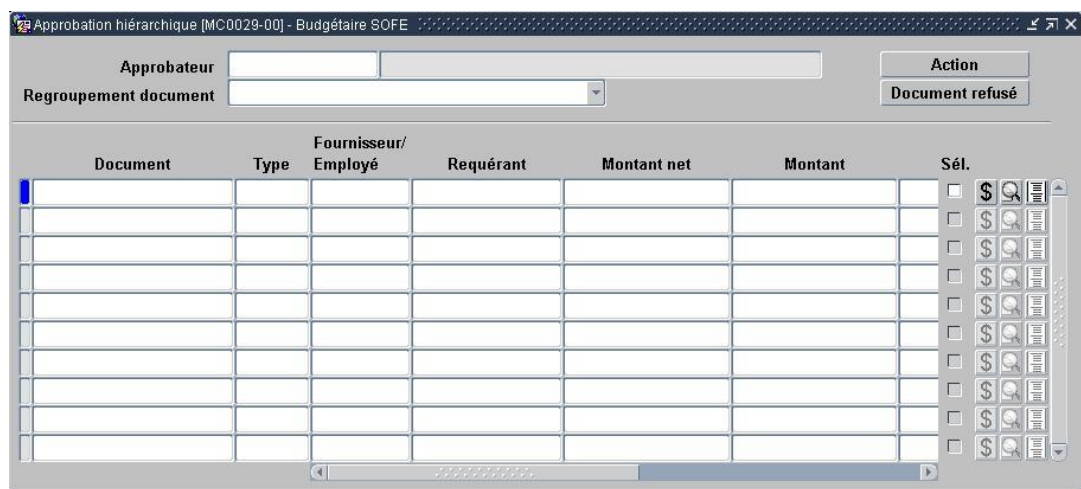 Approbation hiérarchique [MC0029-00] - Budgétaire SOFE
Approbateur
Action
Regroupement document
Document refusé
Fournisseur/
Document Type Employé Requérant Montant net Montant Sél.
$
$
$
$
$
$
$
$
$
$